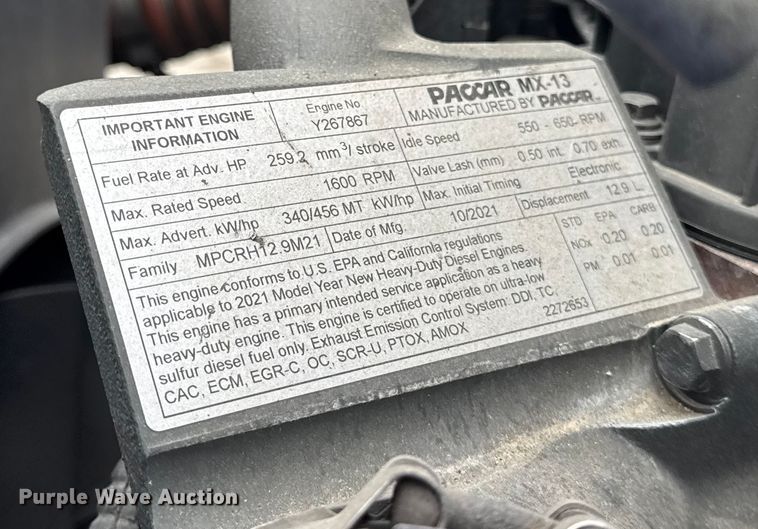 IMPORTANT ENGINE INFORMATION
Engine No Y267867
PACCAR MX-13
MANUFACTURED BY PACCAR
Fuel Rate at Adv. HP 259.2 mm³/ stroke
Idle Speed 550 - 650 RPM
Max. Rated Speed 1600 RPM
Valve Lash (mm) 0.50 int. 0.70 exh.
Max. Advert. kW/hp 340/456 MT kW/hp
Max. Initial Timing Electronic
Family MPCRH12.9M21
Date of Mfg. 10/2021
Displacement 12.9 L
This engine conforms to U.S. EPA and California regulations
applicable to 2021 Model Year New Heavy-Duty Diesel Engines.
This engine has a primary intended service application as a heavy
heavy-duty engine. This engine is certified to operate on ultra-low
sulfur diesel fuel only. Exhaust Emission Control System: DDI, TC,
CAC, ECM, EGR-C, OC, SCR-U, PTOX, AMOX
STD EPA CARB
NOx 0.20 0.20
PM 0.01 0.01
2272653
Purple Wave Auction